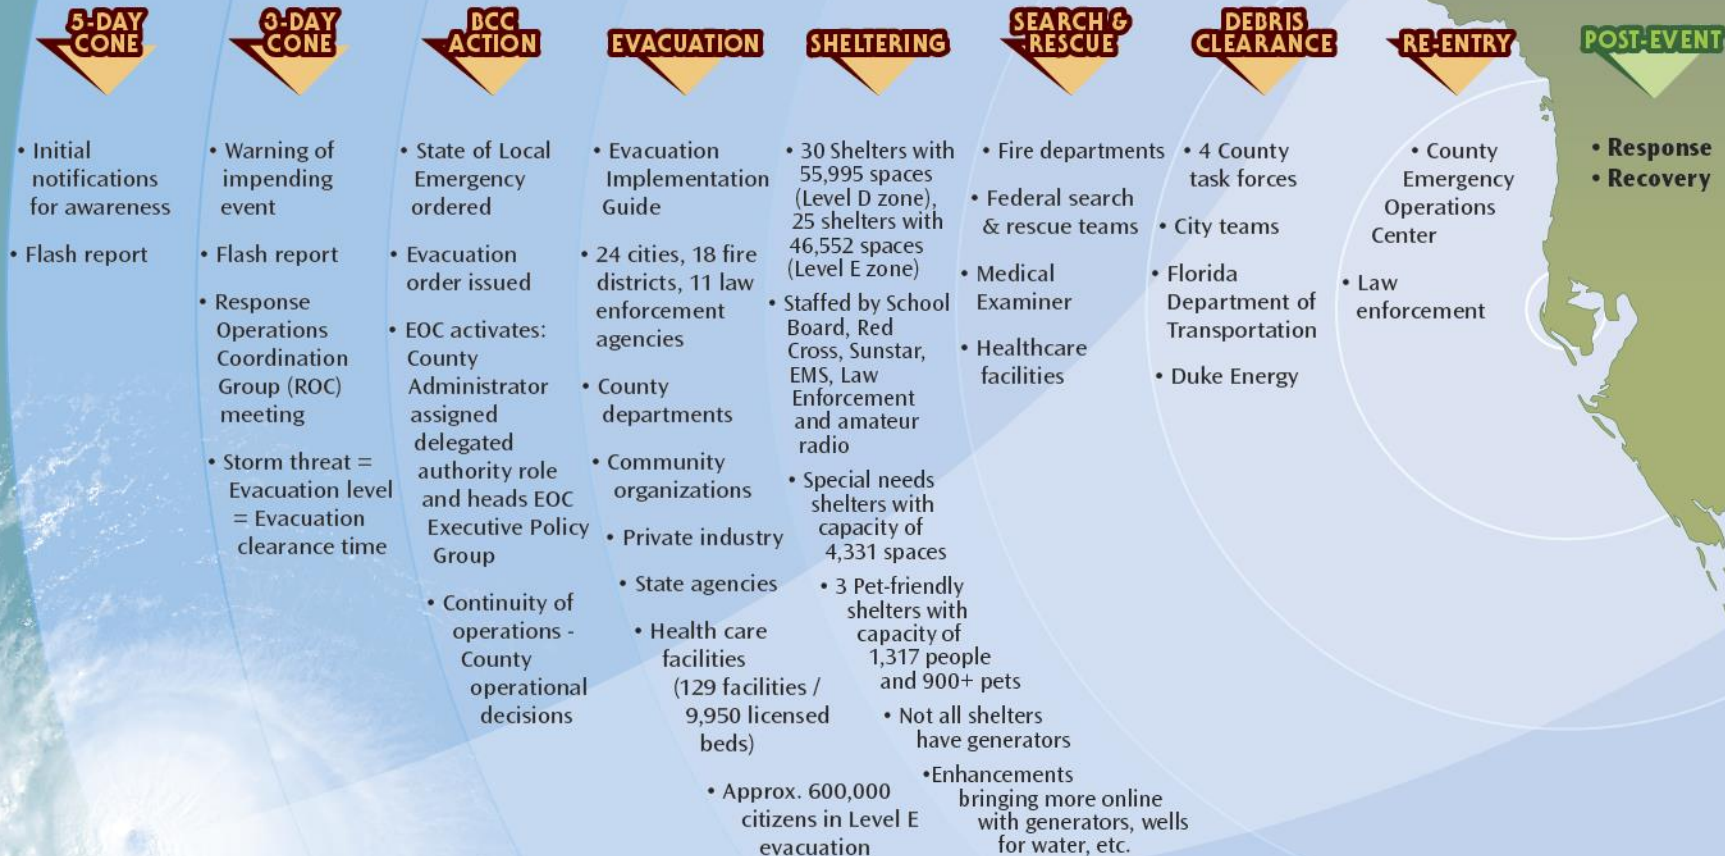 5-DAY
CONE
• Initial
notifications
for awareness
• Flash report
3-DAY
CONE
• Warning of
impending
event
• Flash report
• Response
Operations
Coordination
Group (ROC)
meeting
• Storm threat =
Evacuation level
= Evacuation
clearance time
BCC
ACTION
• State of Local
Emergency
ordered
• Evacuation
order issued
• EOC activates:
County
Administrator
assigned
delegated
authority role
and heads EOC
Executive Policy
Group
• Continuity of
operations -
County
operational
decisions
EVACUATION
• Evacuation
Implementation
Guide
• 24 cities, 18 fire
districts, 11 law
enforcement
agencies
• County
departments
• Community
organizations
• Private industry
• State agencies
• Health care
facilities
(129 facilities /
9,950 licensed
beds)
• Approx. 600,000
citizens in Level E
evacuation
SHELTERING
• 30 Shelters with
55,995 spaces
(Level D zone),
25 shelters with
46,552 spaces
(Level E zone)
• Staffed by School
Board, Red
Cross, Sunstar,
EMS, Law
Enforcement
and amateur
radio
• Special needs
shelters with
capacity of
4,331 spaces
• 3 Pet-friendly
shelters with
capacity of
1,317 people
and 900+ pets
• Not all shelters
have generators
•Enhancements
bringing more online
with generators, wells
for water, etc.
SEARCH &
RESCUE
• Fire departments
• Federal search
& rescue teams
• Medical
Examiner
• Healthcare
facilities
DEBRIS
CLEARANCE
• 4 County
task forces
• City teams
• Florida
Department of
Transportation
• Duke Energy
RE-ENTRY
• County
Emergency
Operations
Center
• Law
enforcement
POST-EVENT
• Response
• Recovery